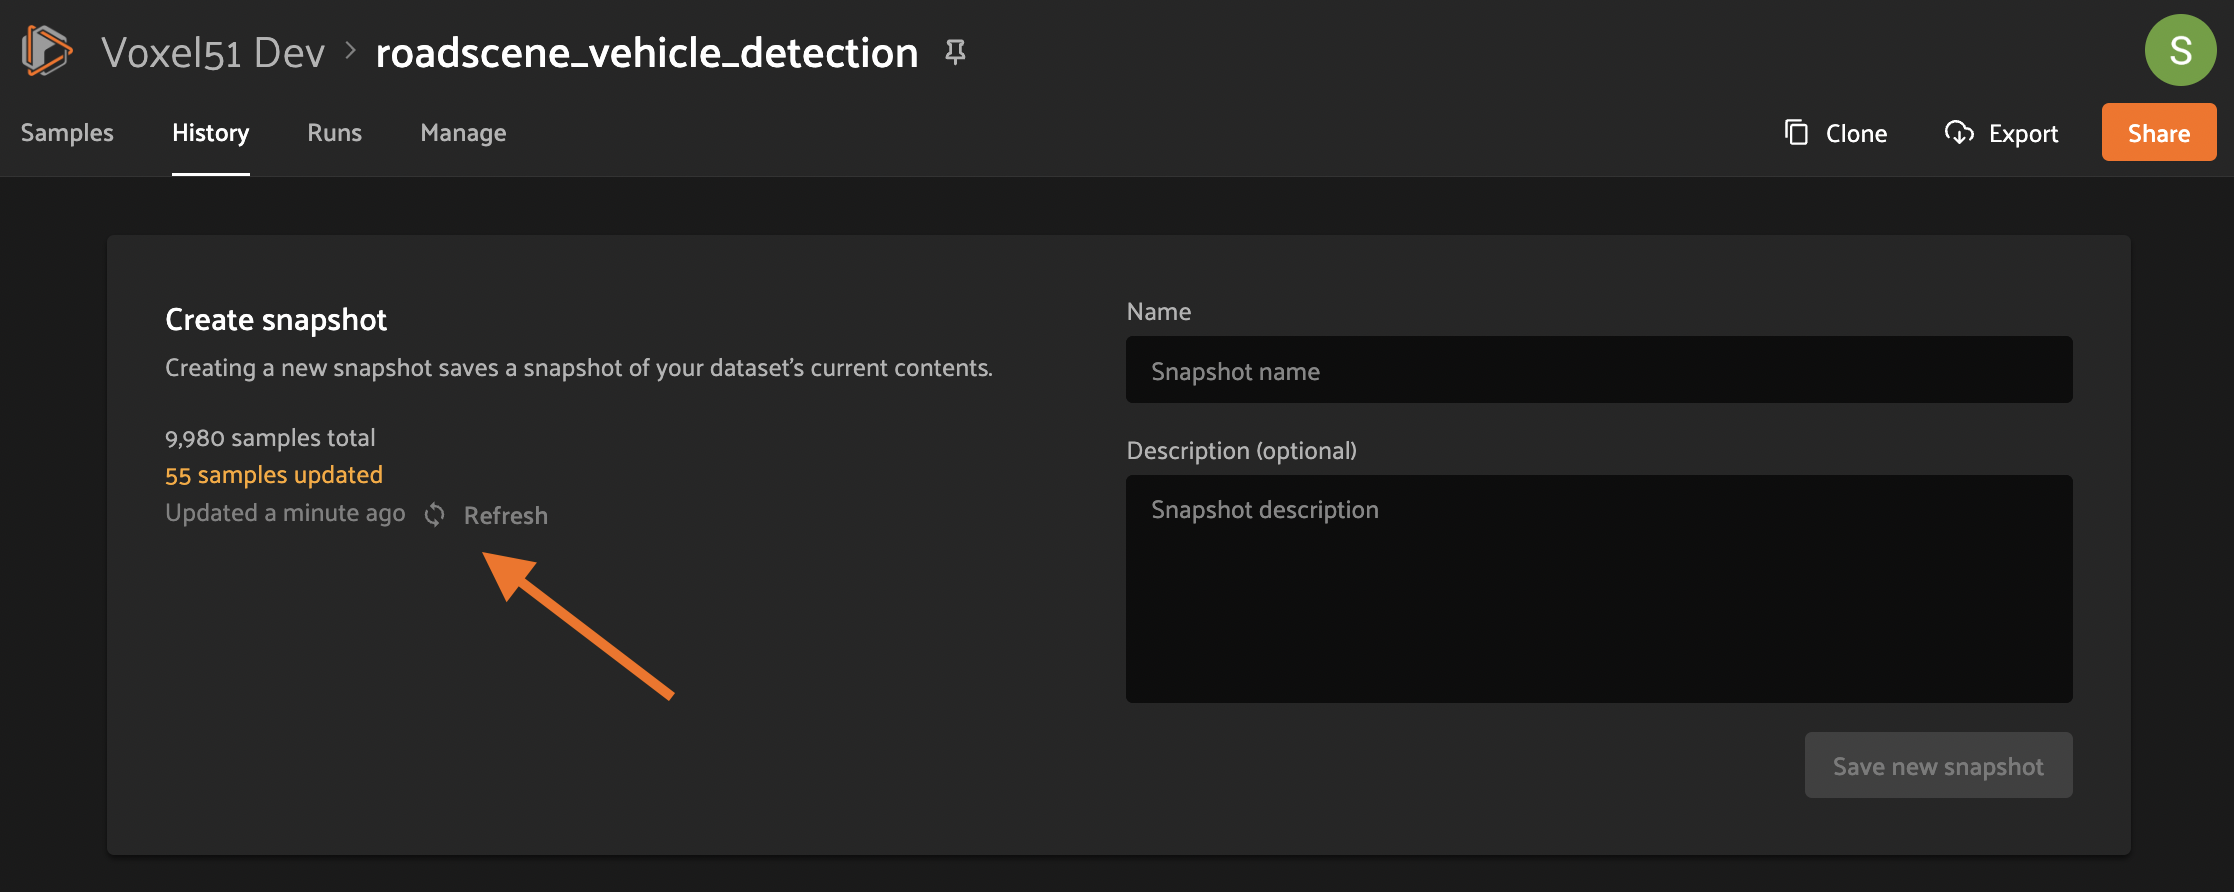 Voxel51 Dev > roadscene_vehicle_detection
S
Samples History Runs Manage
Clone Export Share
Create snapshot
Creating a new snapshot saves a snapshot of your dataset's current contents.
9,980 samples total
55 samples updated
Updated a minute ago Refresh
Name
Snapshot name
Description (optional)
Snapshot description
Save new snapshot